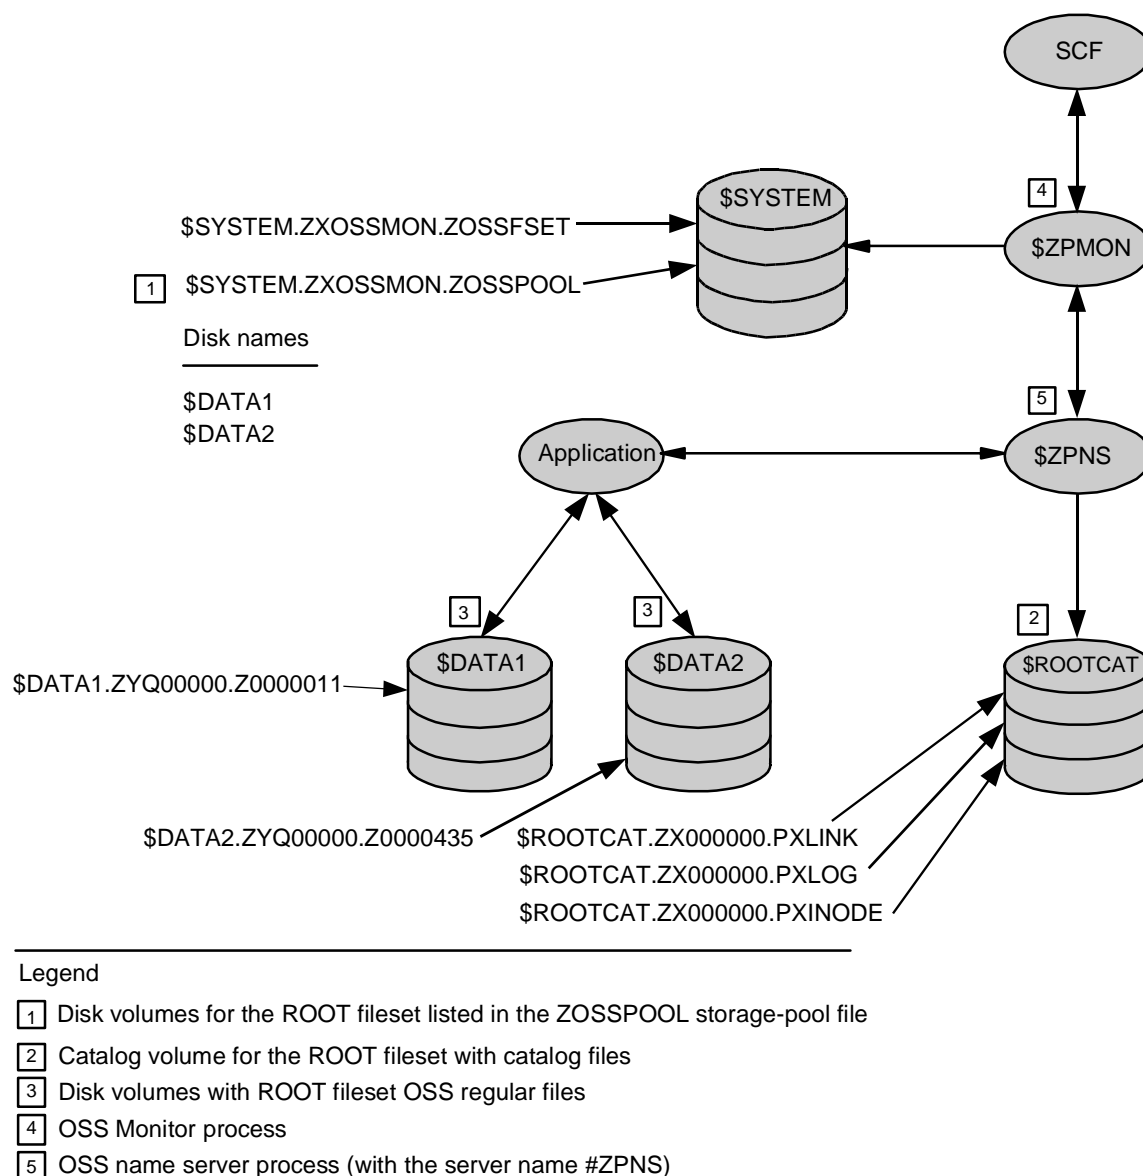 SCF
4
$SYSTEM
$SYSTEM.ZXOSSMON.ZOSSFSET
$ZPMON
1 $SYSTEM.ZXOSSMON.ZOSSPOOL
Disk names
$DATA1
$DATA2
5
Application
$ZPNS
3
3
2
$DATA1
$DATA2
$ROOTCAT
$DATA1.ZYQ00000.Z0000011
$DATA2.ZYQ00000.Z0000435
$ROOTCAT.ZX000000.PXLINK
$ROOTCAT.ZX000000.PXLOG
$ROOTCAT.ZX000000.PXINODE
Legend
1 Disk volumes for the ROOT fileset listed in the ZOSSPOOL storage-pool file
2 Catalog volume for the ROOT fileset with catalog files
3 Disk volumes with ROOT fileset OSS regular files
4 OSS Monitor process
5 OSS name server process (with the server name #ZPNS)